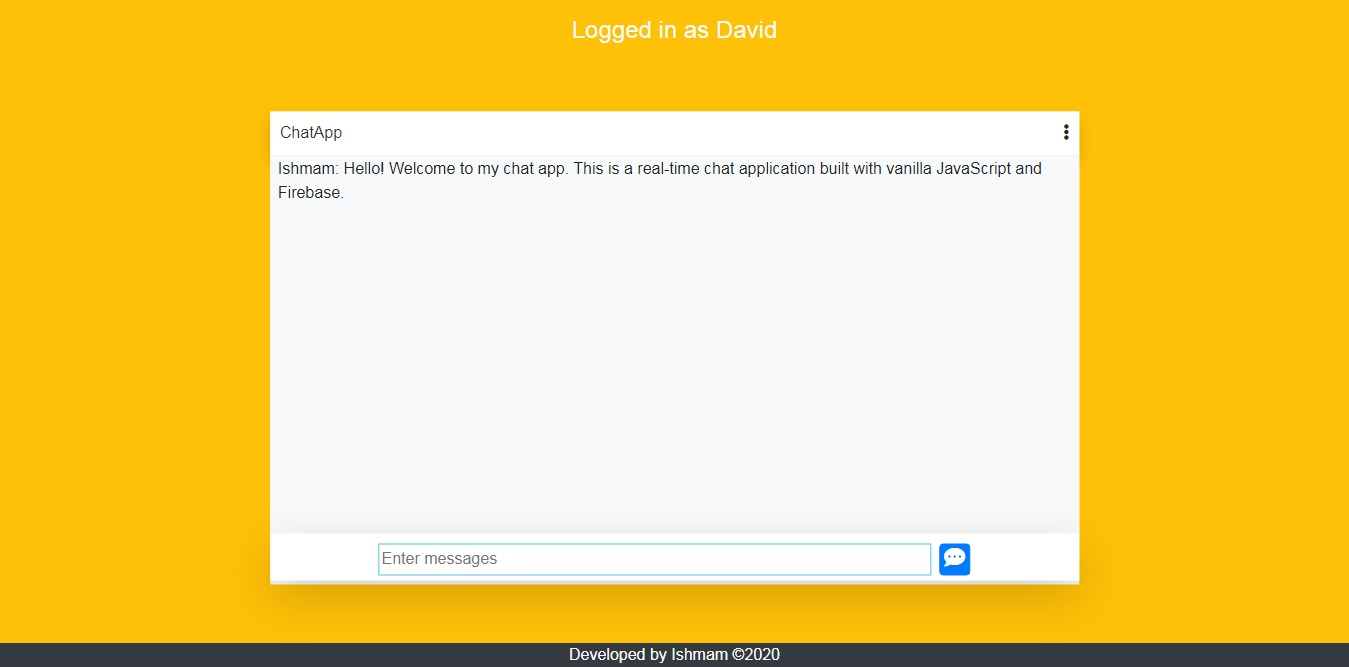 Logged in as David
ChatApp
Ishmam: Hello! Welcome to my chat app. This is a real-time chat application built with vanilla JavaScript and
Firebase.
Enter messages
Developed by Ishmam ©2020